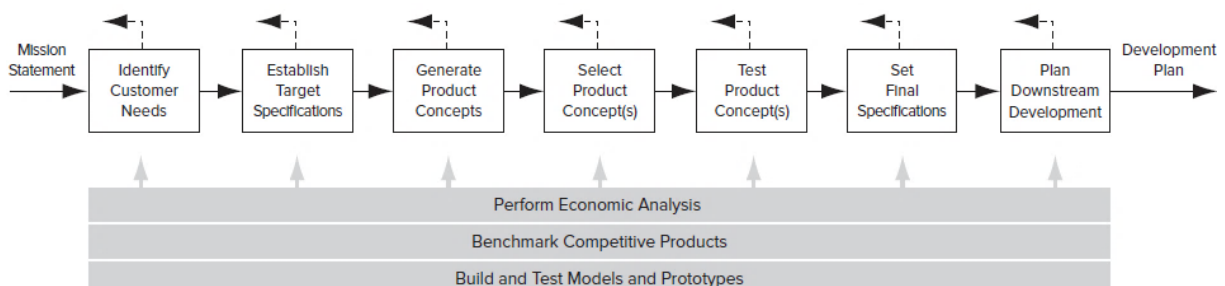 Mission
Statement
Identify
Customer
Needs
Establish
Target
Specifications
Generate
Product
Concepts
Select
Product
Concept(s)
Test
Product
Concept(s)
Set
Final
Specifications
Plan
Downstream
Development
Development
Plan
Perform Economic Analysis
Benchmark Competitive Products
Build and Test Models and Prototypes